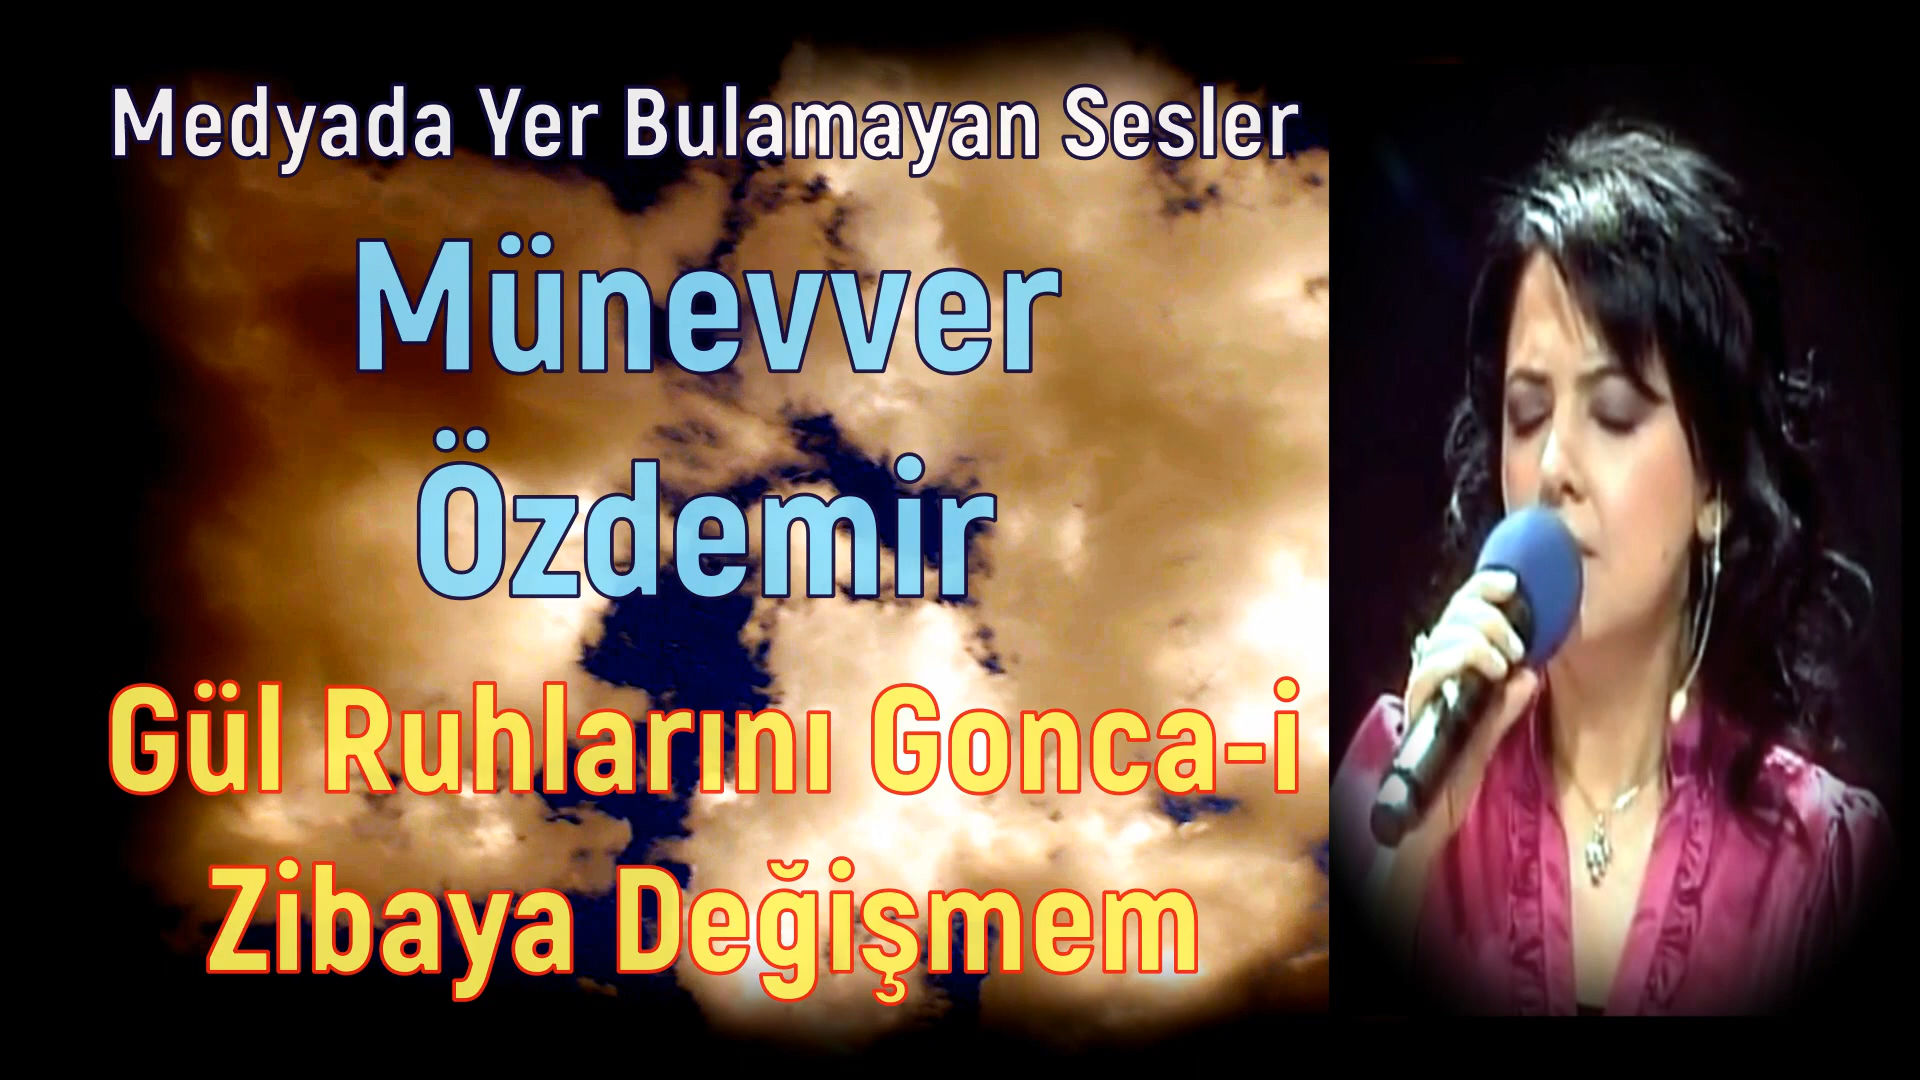 Medyada Yer Bulamayan Sesler
Münevver
Özdemir
Gül Ruhlarını Gonca-i
Zibaya Değişmem